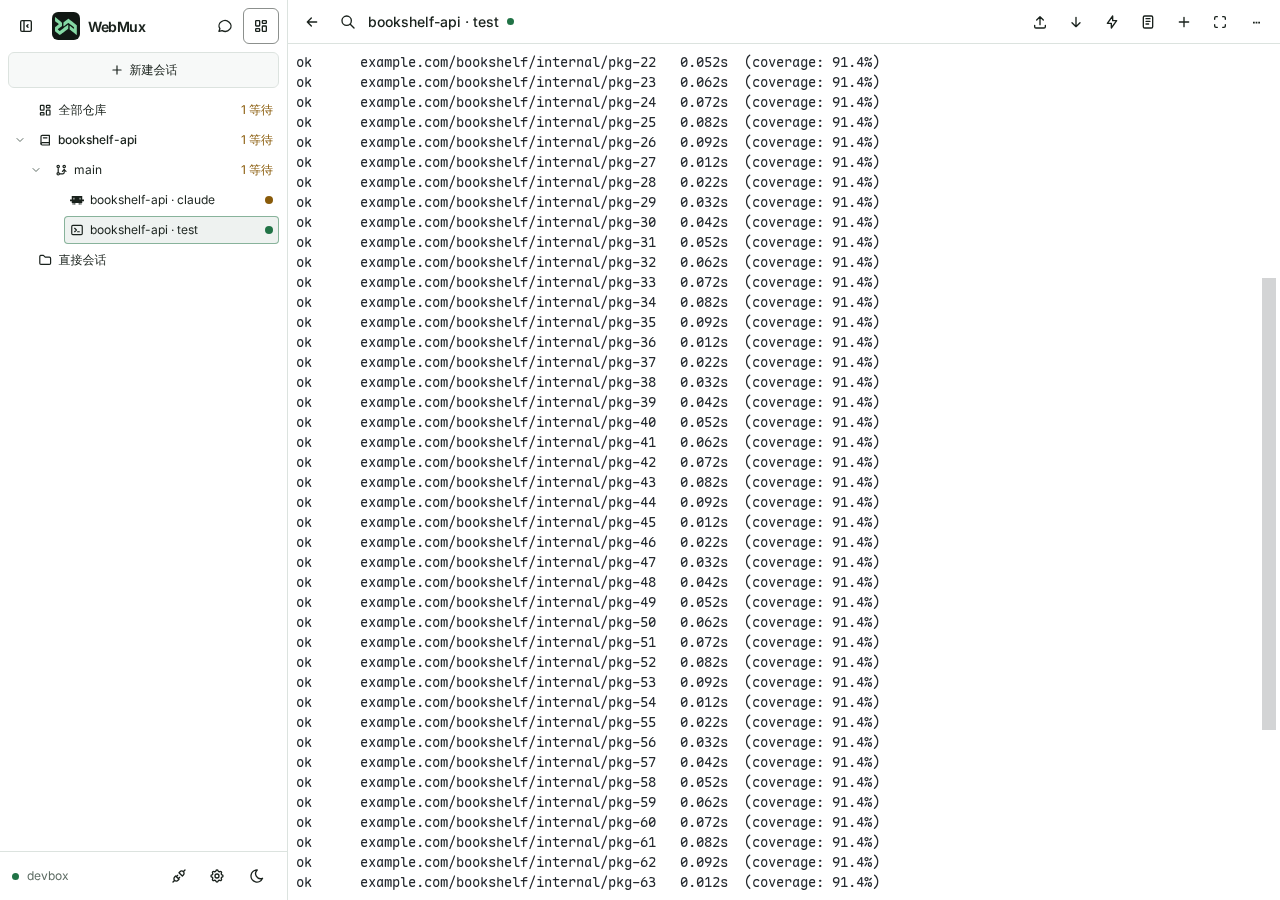 WebMux
新建会话
全部仓库 1 等待
bookshelf-api 1 等待
main 1 等待
bookshelf-api · claude
bookshelf-api · test
直接会话
devbox
bookshelf-api · test
ok example.com/bookshelf/internal/pkg-22 0.052s (coverage: 91.4%)
ok example.com/bookshelf/internal/pkg-23 0.062s (coverage: 91.4%)
ok example.com/bookshelf/internal/pkg-24 0.072s (coverage: 91.4%)
ok example.com/bookshelf/internal/pkg-25 0.082s (coverage: 91.4%)
ok example.com/bookshelf/internal/pkg-26 0.092s (coverage: 91.4%)
ok example.com/bookshelf/internal/pkg-27 0.012s (coverage: 91.4%)
ok example.com/bookshelf/internal/pkg-28 0.022s (coverage: 91.4%)
ok example.com/bookshelf/internal/pkg-29 0.032s (coverage: 91.4%)
ok example.com/bookshelf/internal/pkg-30 0.042s (coverage: 91.4%)
ok example.com/bookshelf/internal/pkg-31 0.052s (coverage: 91.4%)
ok example.com/bookshelf/internal/pkg-32 0.062s (coverage: 91.4%)
ok example.com/bookshelf/internal/pkg-33 0.072s (coverage: 91.4%)
ok example.com/bookshelf/internal/pkg-34 0.082s (coverage: 91.4%)
ok example.com/bookshelf/internal/pkg-35 0.092s (coverage: 91.4%)
ok example.com/bookshelf/internal/pkg-36 0.012s (coverage: 91.4%)
ok example.com/bookshelf/internal/pkg-37 0.022s (coverage: 91.4%)
ok example.com/bookshelf/internal/pkg-38 0.032s (coverage: 91.4%)
ok example.com/bookshelf/internal/pkg-39 0.042s (coverage: 91.4%)
ok example.com/bookshelf/internal/pkg-40 0.052s (coverage: 91.4%)
ok example.com/bookshelf/internal/pkg-41 0.062s (coverage: 91.4%)
ok example.com/bookshelf/internal/pkg-42 0.072s (coverage: 91.4%)
ok example.com/bookshelf/internal/pkg-43 0.082s (coverage: 91.4%)
ok example.com/bookshelf/internal/pkg-44 0.092s (coverage: 91.4%)
ok example.com/bookshelf/internal/pkg-45 0.012s (coverage: 91.4%)
ok example.com/bookshelf/internal/pkg-46 0.022s (coverage: 91.4%)
ok example.com/bookshelf/internal/pkg-47 0.032s (coverage: 91.4%)
ok example.com/bookshelf/internal/pkg-48 0.042s (coverage: 91.4%)
ok example.com/bookshelf/internal/pkg-49 0.052s (coverage: 91.4%)
ok example.com/bookshelf/internal/pkg-50 0.062s (coverage: 91.4%)
ok example.com/bookshelf/internal/pkg-51 0.072s (coverage: 91.4%)
ok example.com/bookshelf/internal/pkg-52 0.082s (coverage: 91.4%)
ok example.com/bookshelf/internal/pkg-53 0.092s (coverage: 91.4%)
ok example.com/bookshelf/internal/pkg-54 0.012s (coverage: 91.4%)
ok example.com/bookshelf/internal/pkg-55 0.022s (coverage: 91.4%)
ok example.com/bookshelf/internal/pkg-56 0.032s (coverage: 91.4%)
ok example.com/bookshelf/internal/pkg-57 0.042s (coverage: 91.4%)
ok example.com/bookshelf/internal/pkg-58 0.052s (coverage: 91.4%)
ok example.com/bookshelf/internal/pkg-59 0.062s (coverage: 91.4%)
ok example.com/bookshelf/internal/pkg-60 0.072s (coverage: 91.4%)
ok example.com/bookshelf/internal/pkg-61 0.082s (coverage: 91.4%)
ok example.com/bookshelf/internal/pkg-62 0.092s (coverage: 91.4%)
ok example.com/bookshelf/internal/pkg-63 0.012s (coverage: 91.4%)